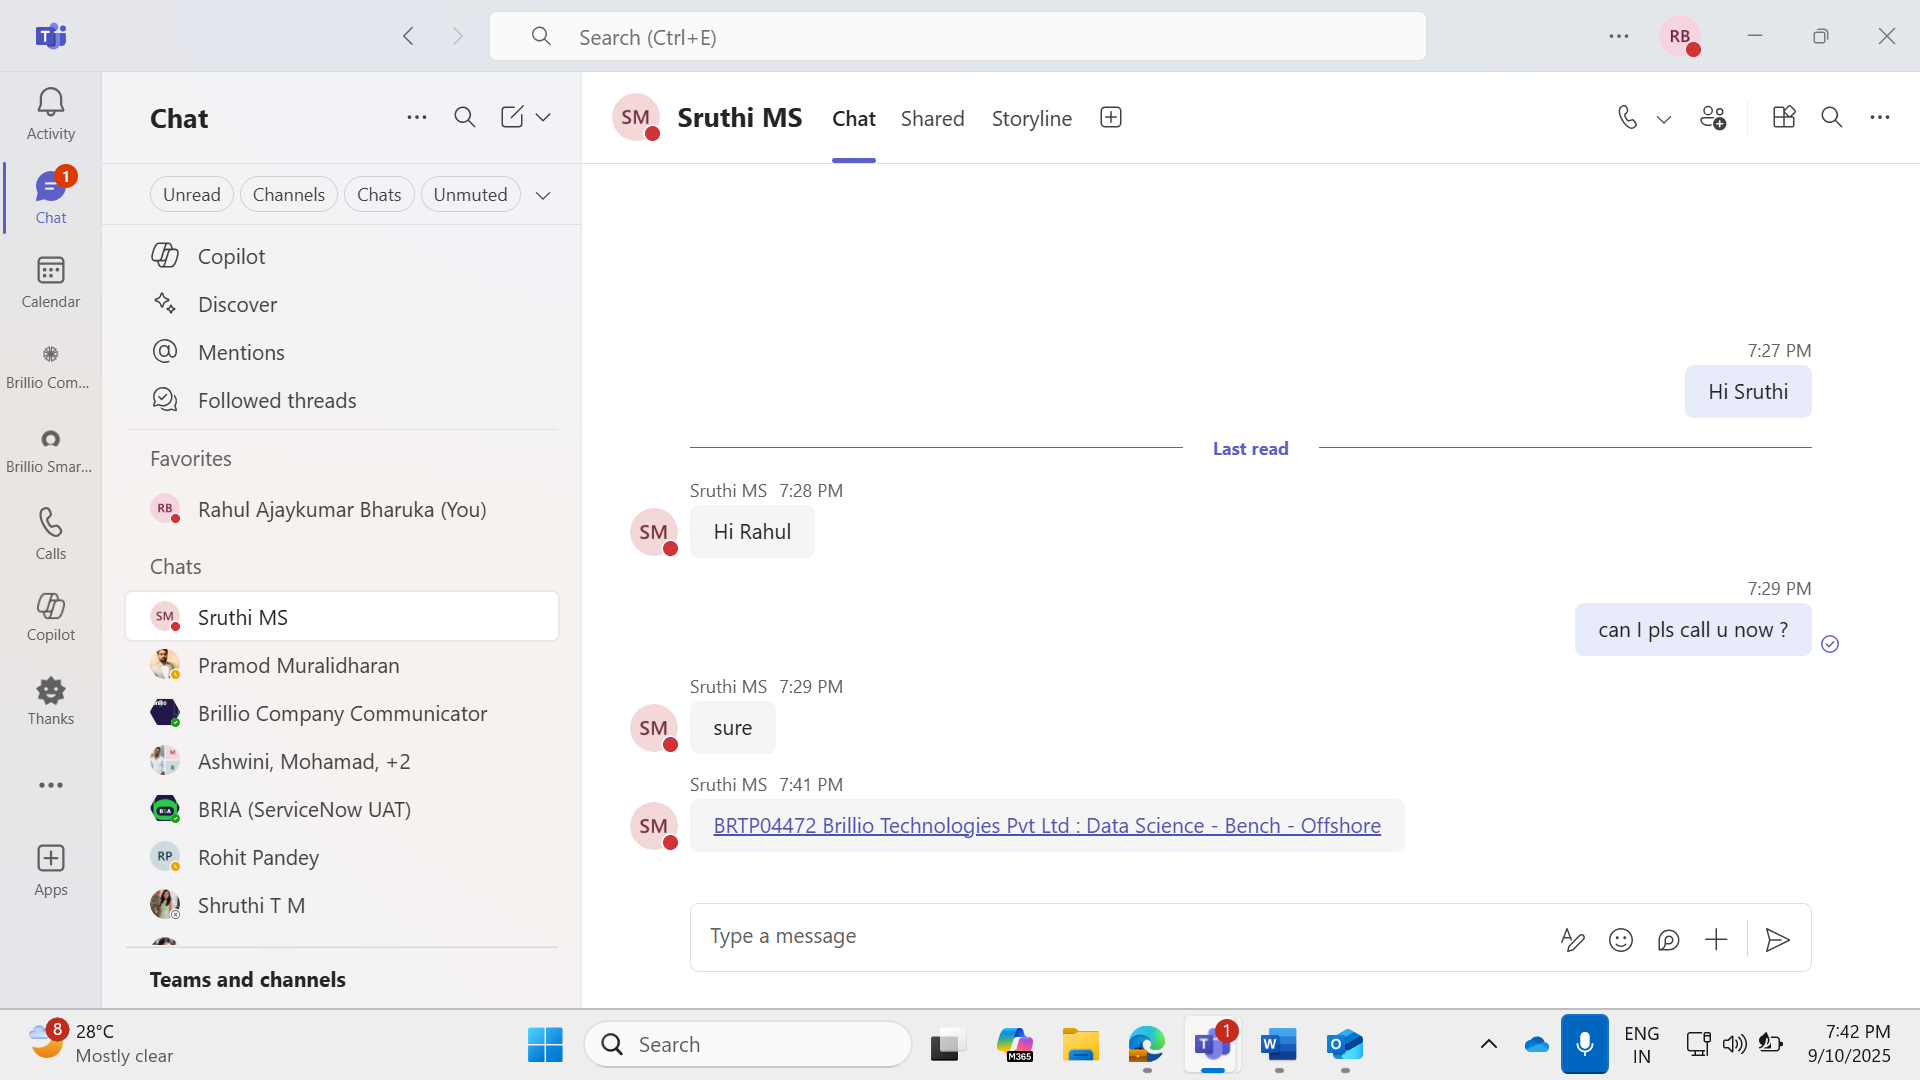 Search (Ctrl+E)
RB
Activity
1
Chat
Calendar
Brillio Com...
Brillio Smar...
Calls
Copilot
Thanks
Apps
Chat
Unread
Channels
Chats
Unmuted
Copilot
Discover
Mentions
Followed threads
Favorites
RB Rahul Ajaykumar Bharuka (You)
Chats
SM Sruthi MS
Pramod Muralidharan
Brillio Company Communicator
Ashwini, Mohamad, +2
BRIA (ServiceNow UAT)
RP Rohit Pandey
Shruthi T M
Teams and channels
SM Sruthi MS Chat Shared Storyline
7:27 PM
Hi Sruthi
Last read
Sruthi MS 7:28 PM
SM Hi Rahul
7:29 PM
can I pls call u now ?
Sruthi MS 7:29 PM
SM sure
Sruthi MS 7:41 PM
SM BRTP04472 Brillio Technologies Pvt Ltd : Data Science - Bench - Offshore
Type a message
8
28°C
Mostly clear
Search
M365
T 1
W
O
ENG
IN
7:42 PM
9/10/2025